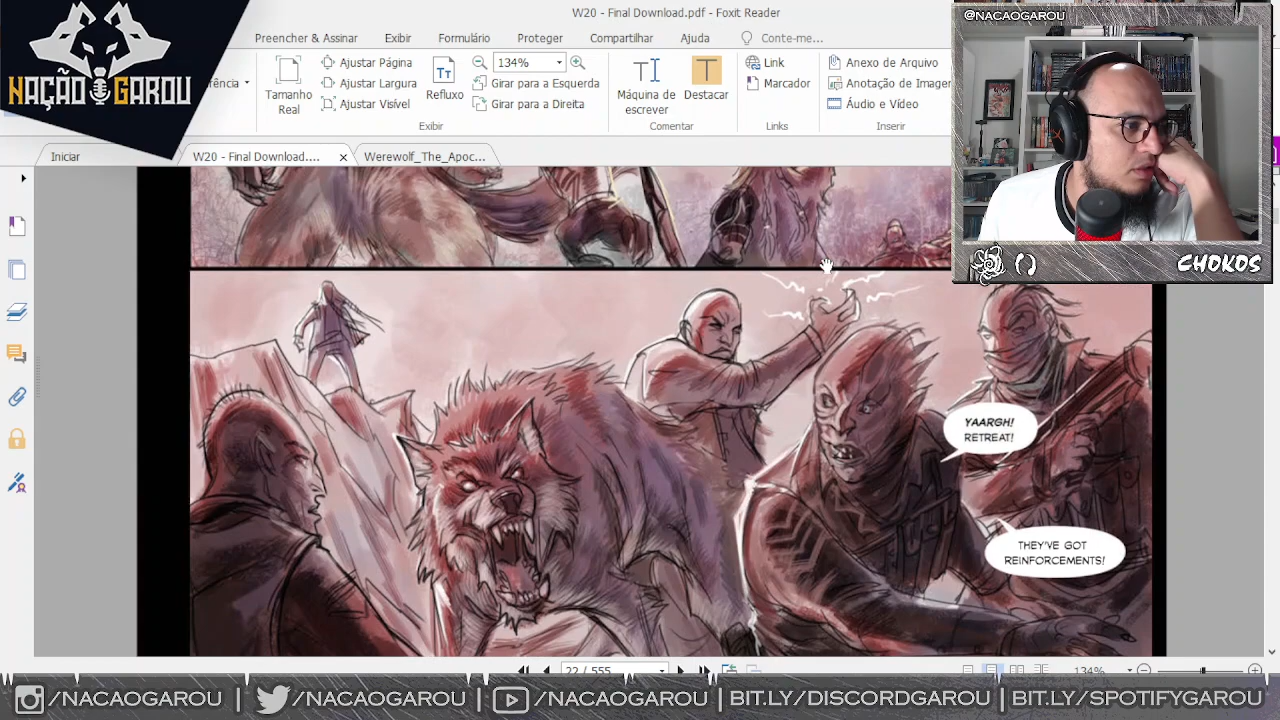 W20 - Final Download.pdf - Foxit Reader
@NACAOGAROU
NAÇÃO GAROU
Preencher & Assinar
Exibir
Formulário
Proteger
Compartilhar
Ajuda
Conte-me...
Tamanho
Real
Página
Largura
Visível
Tт
Refluxo
134%
Girar para a Esquerda
Girar para a Direita
Exibir
Máquina de
escrever
Destacar
Comentar
Link
Marcador
Links
Anexo de Arquivo
Anotação de Imagem
Áudio e Vídeo
Inserir
Iniciar
W20 - Final Download....
Werewolf_The_Apoc...
CHOKOS
YAARGH!
RETREAT!
THEY'VE GOT
REINFORCEMENTS!
22 / 555
134%
/NACAOGAROU | /NACAOGAROU | /NACAOGAROU | BIT.LY/DISCORDGAROU | BIT.LY/SPOTIFYGAROU